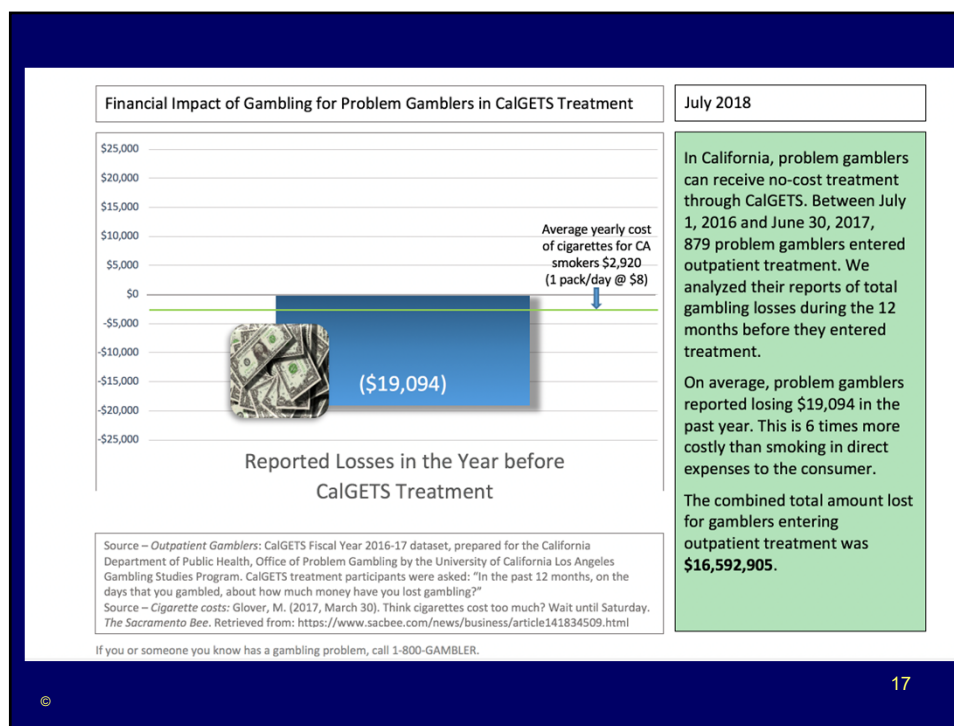 Financial Impact of Gambling for Problem Gamblers in CalGETS Treatment
July 2018
$25,000
$20,000
$15,000
$10,000
$5,000
$0
-$5,000
-$10,000
-$15,000
-$20,000
-$25,000
Average yearly cost
of cigarettes for CA
smokers $2,920
(1 pack/day @ $8)
($19,094)
Reported Losses in the Year before
CalGETS Treatment
In California, problem gamblers
can receive no-cost treatment
through CalGETS. Between July
1, 2016 and June 30, 2017,
879 problem gamblers entered
outpatient treatment. We
analyzed their reports of total
gambling losses during the 12
months before they entered
treatment.
On average, problem gamblers
reported losing $19,094 in the
past year. This is 6 times more
costly than smoking in direct
expenses to the consumer.
The combined total amount lost
for gamblers entering
outpatient treatment was
$16,592,905.
Source – Outpatient Gamblers: CalGETS Fiscal Year 2016-17 dataset, prepared for the California
Department of Public Health, Office of Problem Gambling by the University of California Los Angeles
Gambling Studies Program. CalGETS treatment participants were asked: “In the past 12 months, on the
days that you gambled, about how much money have you lost gambling?”
Source – Cigarette costs: Glover, M. (2017, March 30). Think cigarettes cost too much? Wait until Saturday.
The Sacramento Bee. Retrieved from: https://www.sacbee.com/news/business/article141834509.html
If you or someone you know has a gambling problem, call 1-800-GAMBLER.
©
17